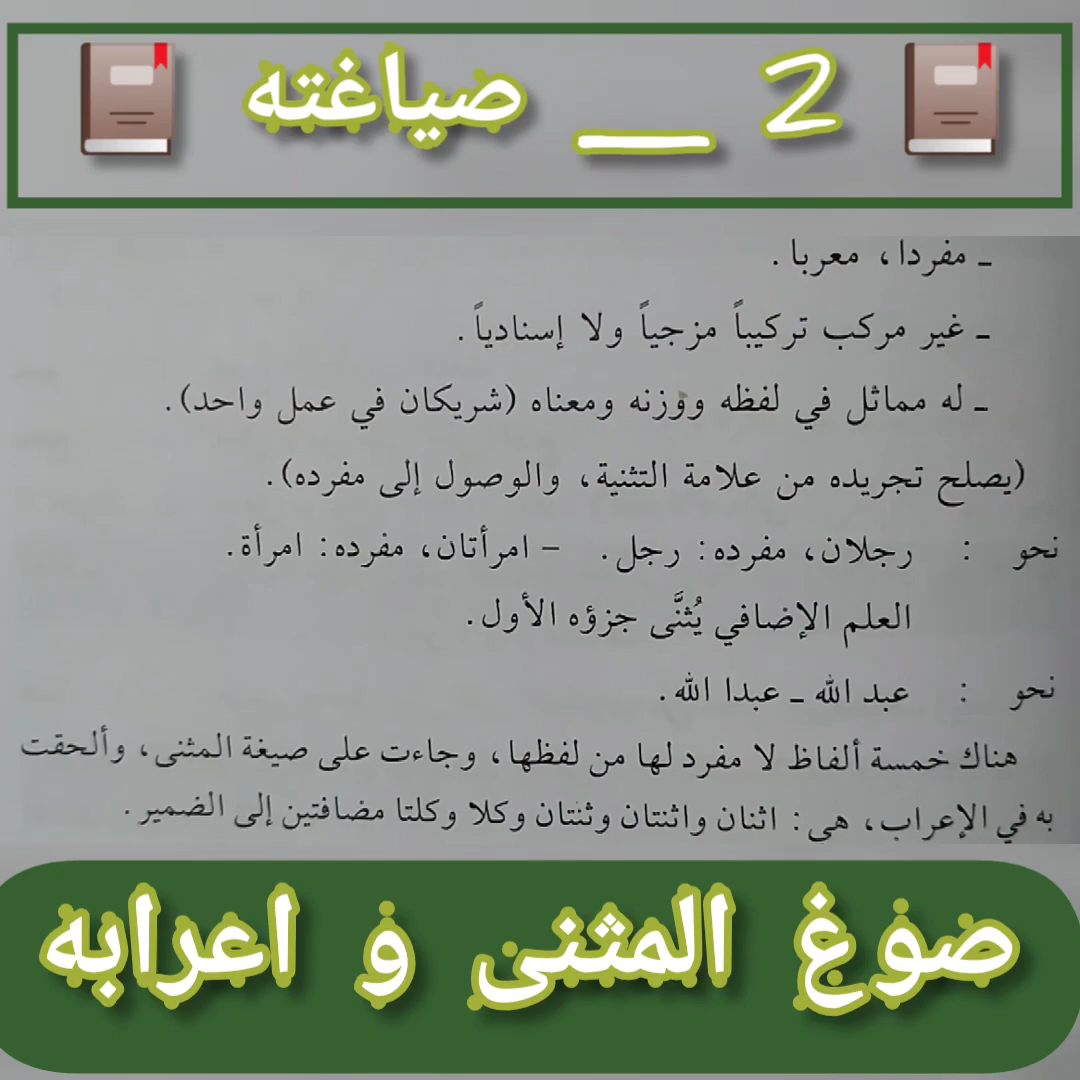 2 __ صياغته
ـ مفردا، معربا.
ـ غير مركب تركيباً مزجياً ولا إسنادياً.
ـ له مماثل في لفظه ووزنه ومعناه (شريكان في عمل واحد).
(يصلح تجريده من علامة التثنية، والوصول إلى مفرده).
نحو : رجلان، مفرده: رجل. – امرأتان، مفرده: امرأة.
العلم الإضافي يُثنَّى جزؤه الأول.
نحو : عبد الله ـ عبدا الله.
هناك خمسة ألفاظ لا مفرد لها من لفظها، وجاءت على صيغة المثنى، وألحقت
به في الإعراب، هى: اثنان واثنتان وثنتان وكلا وكلتا مضافتين إلى الضمير.
ضوغ المثنى و اعرابه